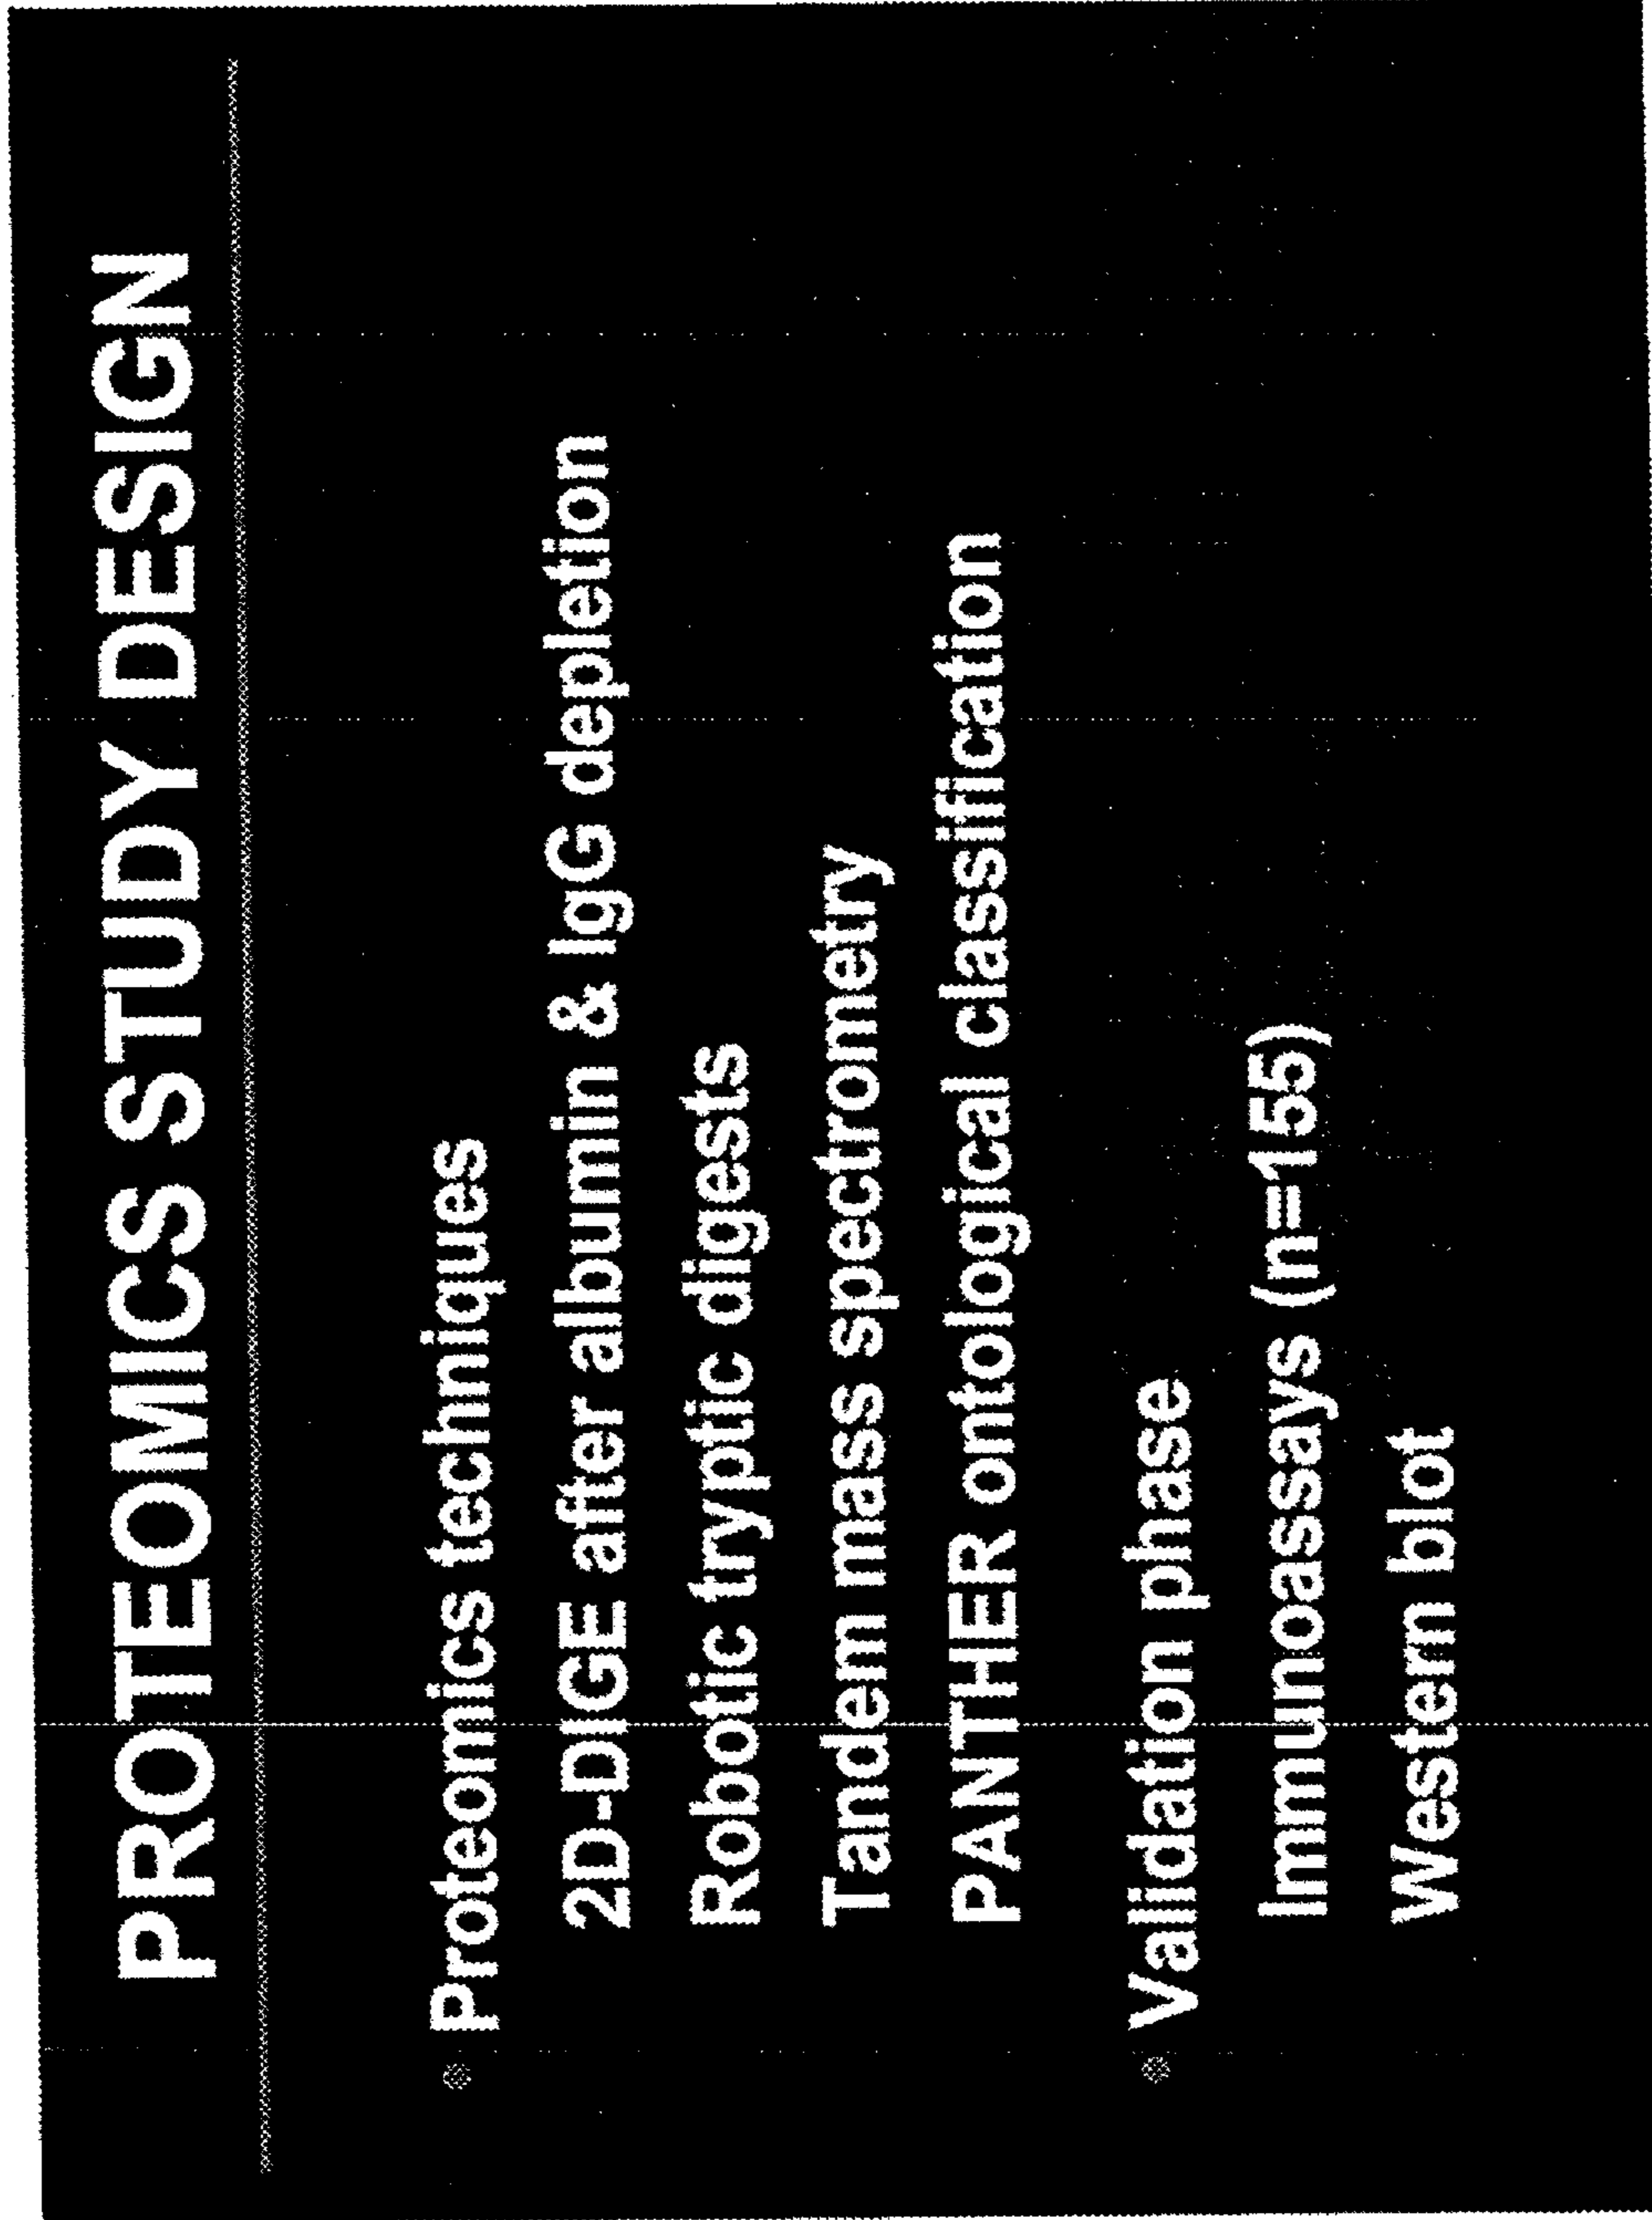 PROTEOMICS STUDY DESIGN
Proteomics techniques
2D-DIGE after albumin & IgG depletion
Robotic tryptic digests
Tandem mass spectrometry
PANTHER ontological classification
Validation phase
Immunoassays (n=155)
Western blot